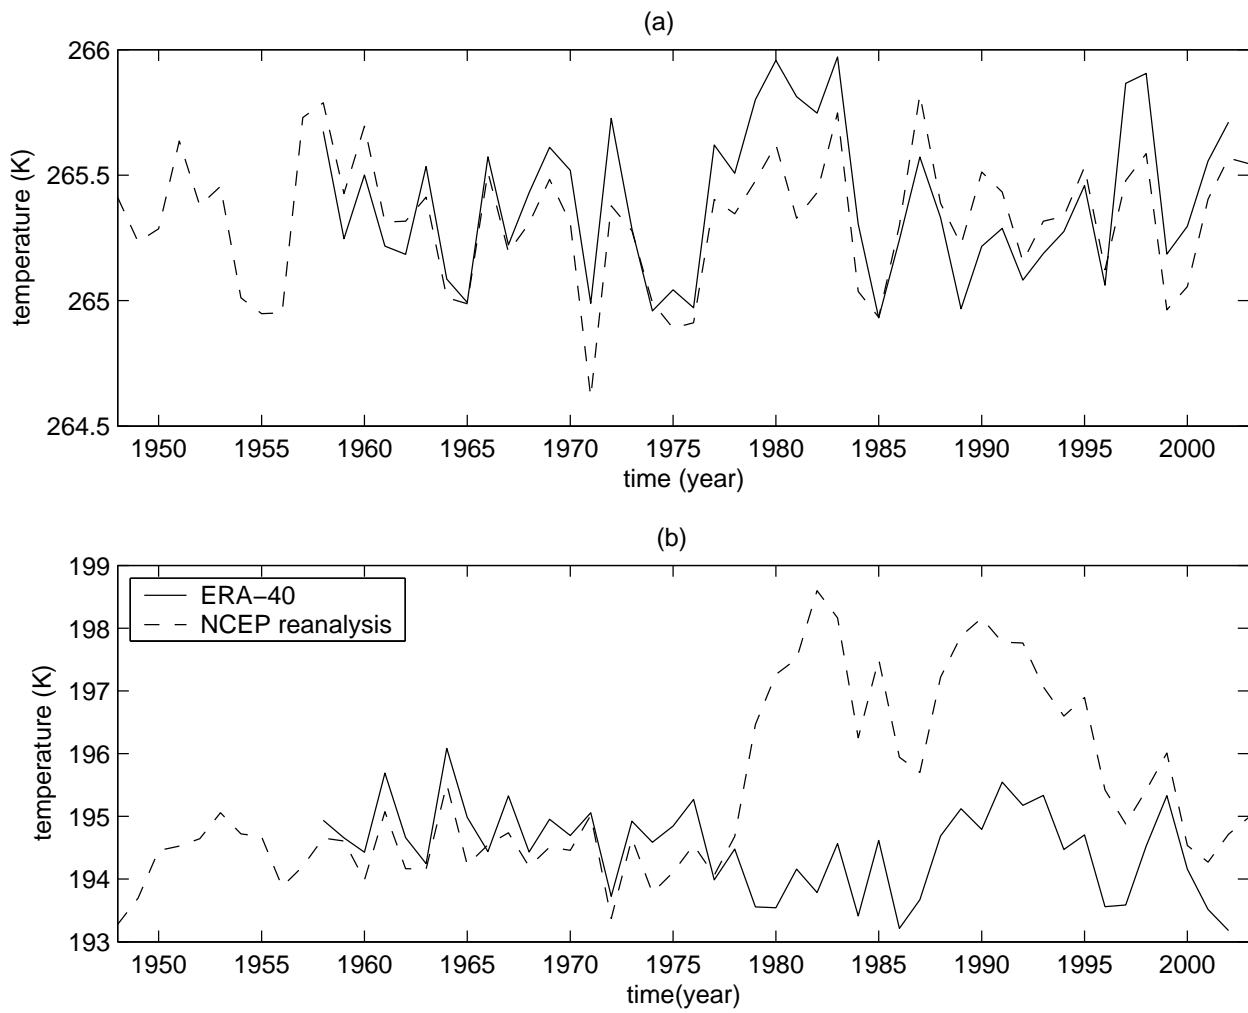 (a)
266
265.5
265
264.5
temperature (K)
1950 1955 1960 1965 1970 1975 1980 1985 1990 1995 2000
time (year)
(b)
199
198
197
196
195
194
193
temperature (K)
ERA−40
NCEP reanalysis
1950 1955 1960 1965 1970 1975 1980 1985 1990 1995 2000
time(year)